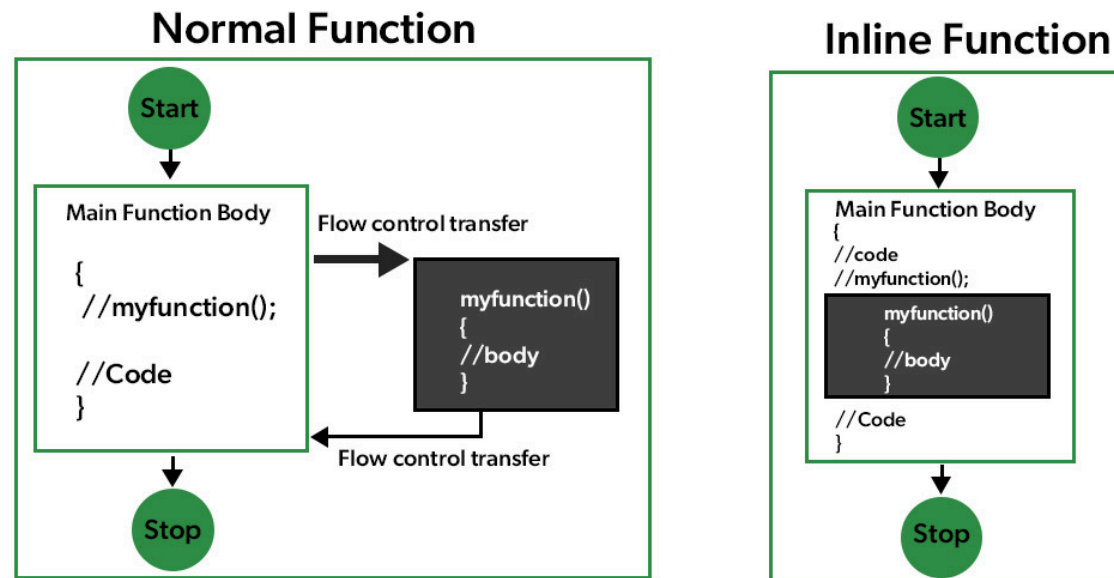 Normal Function
Start
Main Function Body
{
//myfunction();
//Code
}
Flow control transfer
myfunction()
{
//body
}
Flow control transfer
Stop
Inline Function
Start
Main Function Body
{
//code
//myfunction();
myfunction()
{
//body
}
//Code
}
Stop